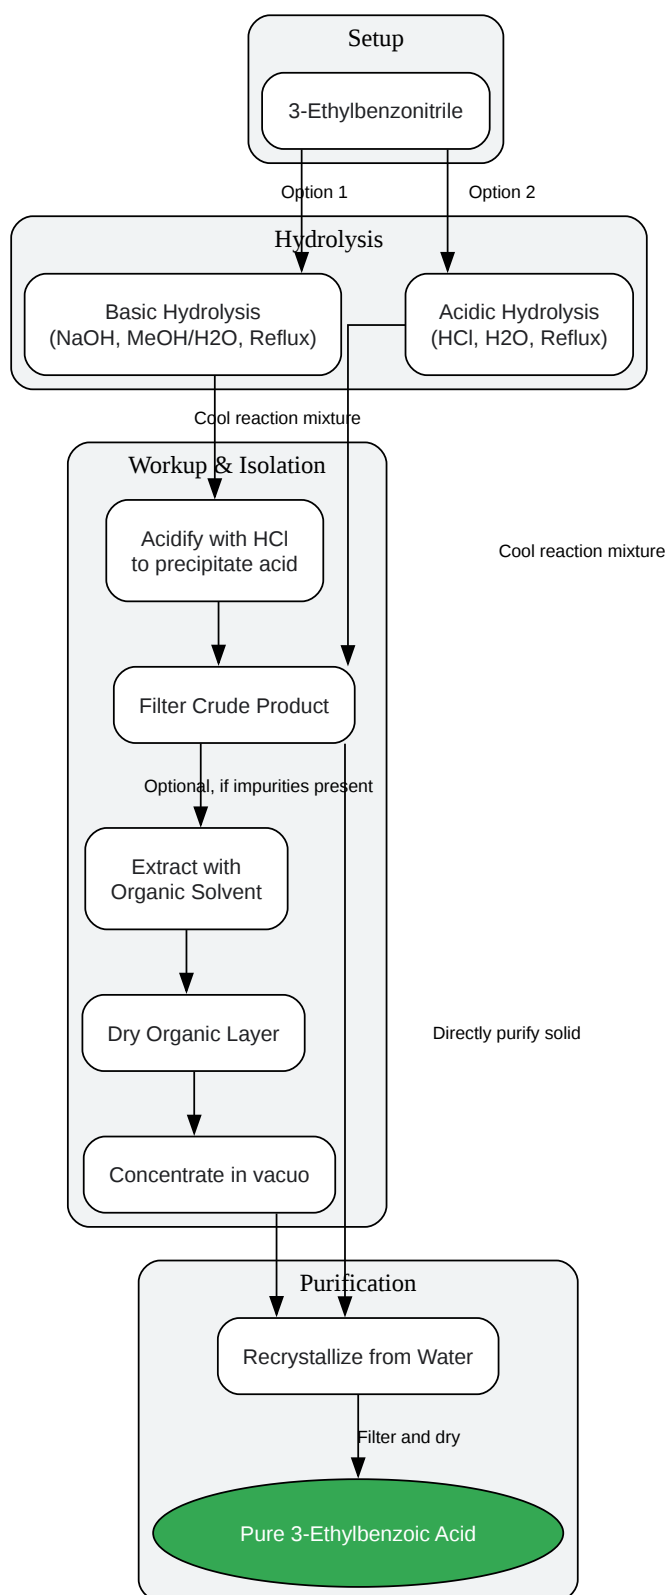 Setup
3-Ethylbenzonitrile
Option 1
Option 2
Hydrolysis
Basic Hydrolysis
(NaOH, MeOH/H2O, Reflux)
Acidic Hydrolysis
(HCl, H2O, Reflux)
Cool reaction mixture
Workup & Isolation
Acidify with HCl
to precipitate acid
Cool reaction mixture
Filter Crude Product
Optional, if impurities present
Extract with
Organic Solvent
Dry Organic Layer
Directly purify solid
Concentrate in vacuo
Purification
Recrystallize from Water
Filter and dry
Pure 3-Ethylbenzoic Acid